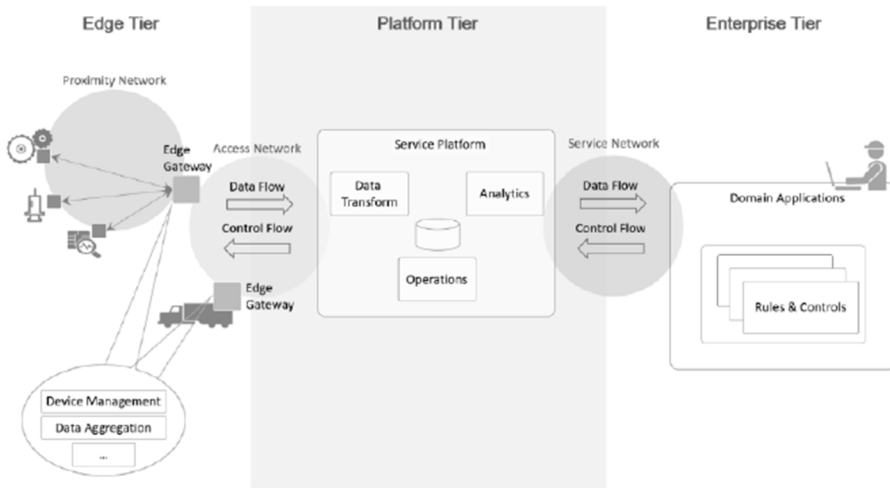 Edge Tier
Platform Tier
Enterprise Tier
Proximity Network
Edge
Gateway
Access Network
Data Flow
Control Flow
Edge
Gateway
Device Management
Data Aggregation
...
Service Platform
Data
Transform
Analytics
Operations
Service Network
Data Flow
Control Flow
Domain Applications
Rules & Controls